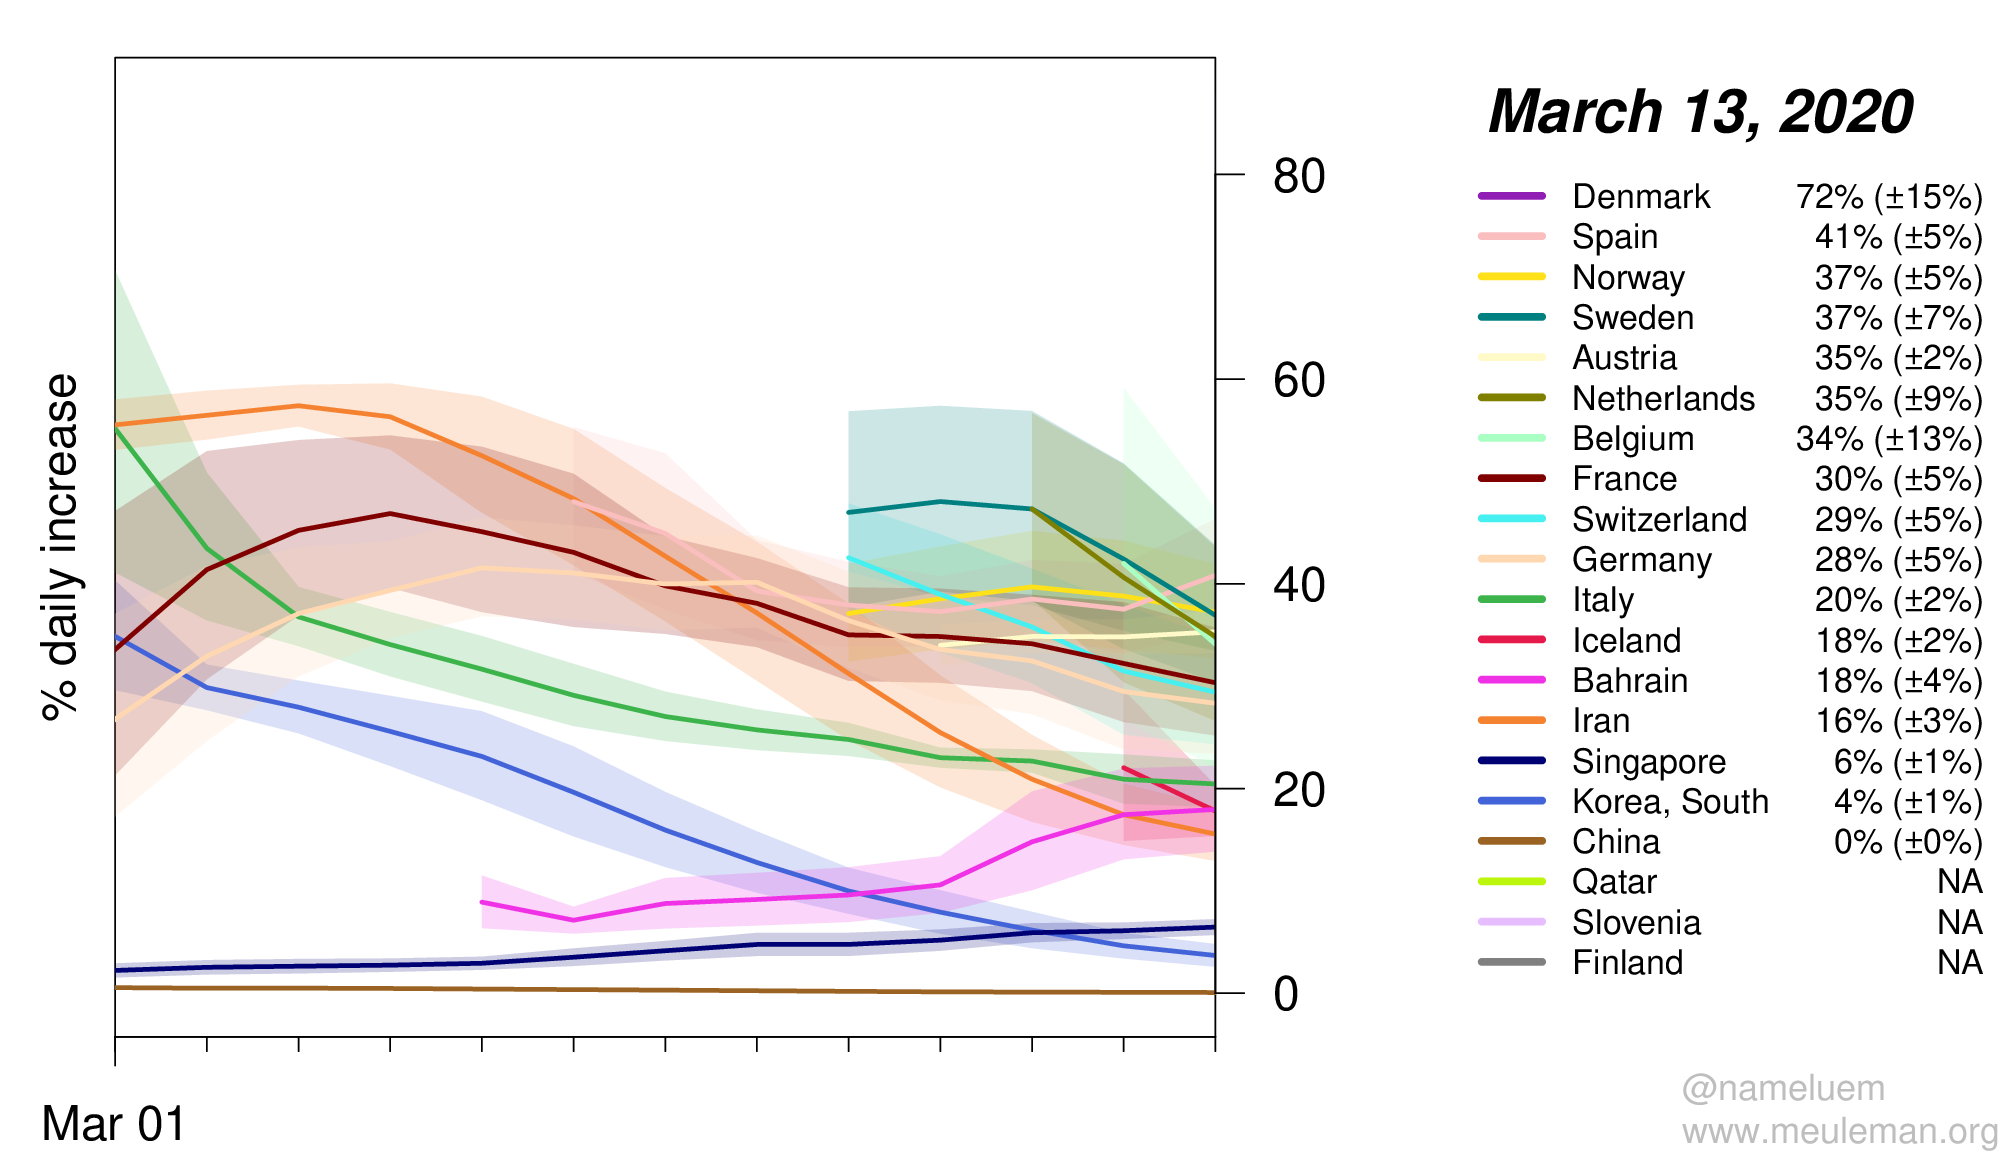 March 13, 2020
Denmark 72% (±15%)
Spain 41% (±5%)
Norway 37% (±5%)
Sweden 37% (±7%)
Austria 35% (±2%)
Netherlands 35% (±9%)
Belgium 34% (±13%)
France 30% (±5%)
Switzerland 29% (±5%)
Germany 28% (±5%)
Italy 20% (±2%)
Iceland 18% (±2%)
Bahrain 18% (±4%)
Iran 16% (±3%)
Singapore 6% (±1%)
Korea, South 4% (±1%)
China 0% (±0%)
Qatar NA
Slovenia NA
Finland NA
% daily increase
80
60
40
20
0
Mar 01
@nameluem
www.meuleman.org